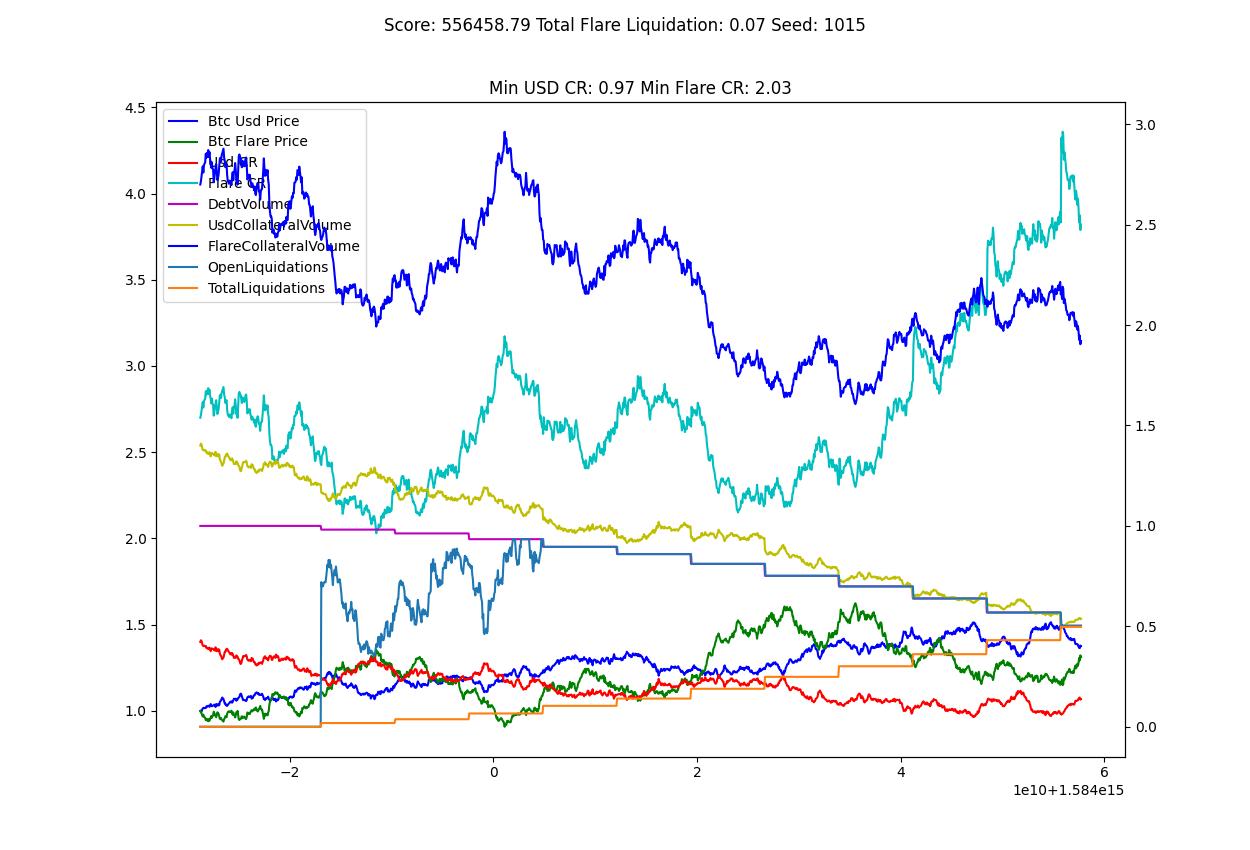 Score: 556458.79 Total Flare Liquidation: 0.07 Seed: 1015
Min USD CR: 0.97 Min Flare CR: 2.03
Btc Usd Price
Btc Flare Price
Usd CR
Flare CR
DebtVolume
UsdCollateralVolume
FlareCollateralVolume
OpenLiquidations
TotalLiquidations
4.5
4.0
3.5
3.0
2.5
2.0
1.5
1.0
3.0
2.5
2.0
1.5
1.0
0.5
0.0
−2 0 2 4 6
1e10+1.584e15